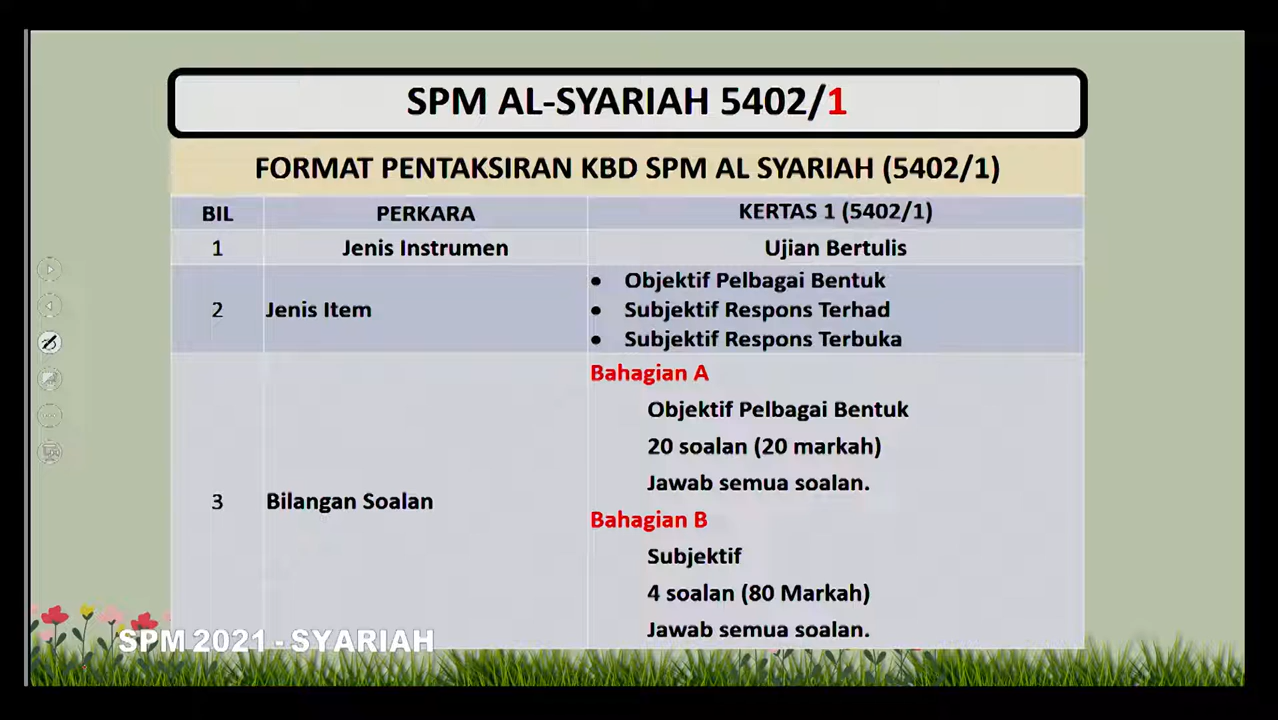 SPM AL-SYARIAH 5402/1
FORMAT PENTAKSIRAN KBD SPM AL SYARIAH (5402/1)
BIL PERKARA KERTAS 1 (5402/1)
1 Jenis Instrumen Ujian Bertulis
2 Jenis Item
• Objektif Pelbagai Bentuk
• Subjektif Respons Terhad
• Subjektif Respons Terbuka
3 Bilangan Soalan
Bahagian A
Objektif Pelbagai Bentuk
20 soalan (20 markah)
Jawab semua soalan.
Bahagian B
Subjektif
4 soalan (80 Markah)
Jawab semua soalan.
SPM 2021 - SYARIAH